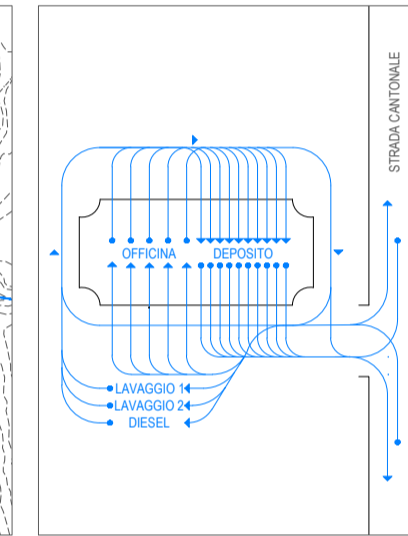 STRADA CANTONALE
OFFICINA
DEPOSITO
LAVAGGIO 1
LAVAGGIO 2
DIESEL